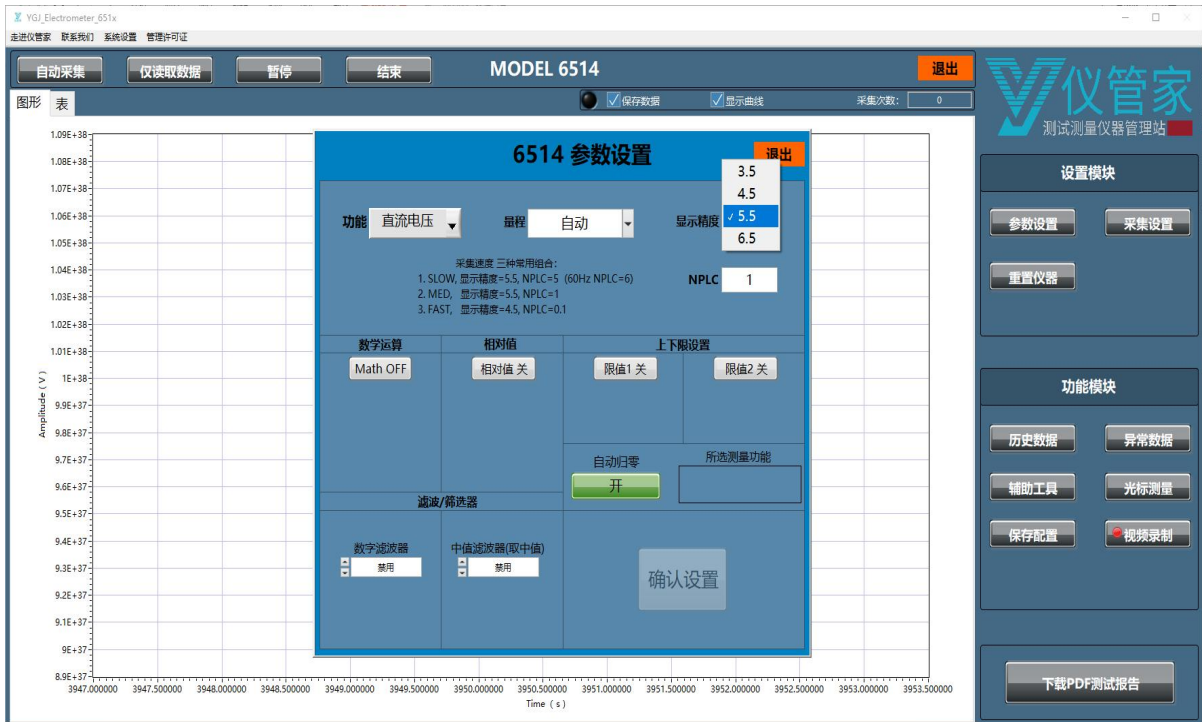 YGJ_Electrometer_651x
走进仪管家 联系我们 系统设置 管理许可证
自动采集 仅读取数据 暂停 结束 MODEL 6514 退出
图形 表 保存数据 显示曲线 采集次数: 0
仪管家
测试测量仪器管理站
设置模块
参数设置 采集设置
重置仪器
功能模块
历史数据 异常数据
辅助工具 光标测量
保存配置 视频录制
下载PDF测试报告
6514 参数设置 退出
3.5
4.5
功能 直流电压 量程 自动 显示精度 ✓ 5.5
6.5
采集速度 三种常用组合:
1. SLOW, 显示精度=5.5, NPLC=5 (60Hz NPLC=6)
2. MED, 显示精度=5.5, NPLC=1
3. FAST, 显示精度=4.5, NPLC=0.1
NPLC 1
数学运算 相对值 上下限设置
Math OFF 相对值 关 限值1 关 限值2 关
自动归零 所选测量功能
开
滤波/筛选器
数字滤波器 中值滤波器(取中值)
禁用 禁用
确认设置
Amplitude (V)
1.09E+38
1.08E+38
1.07E+38
1.06E+38
1.05E+38
1.04E+38
1.03E+38
1.02E+38
1.01E+38
1E+38
9.9E+37
9.8E+37
9.7E+37
9.6E+37
9.5E+37
9.4E+37
9.3E+37
9.2E+37
9.1E+37
9E+37
8.9E+37
3947.000000 3947.500000 3948.000000 3948.500000 3949.000000 3949.500000 3950.000000 3950.500000 3951.000000 3951.500000 3952.000000 3952.500000 3953.000000 3953.500000
Time (s)